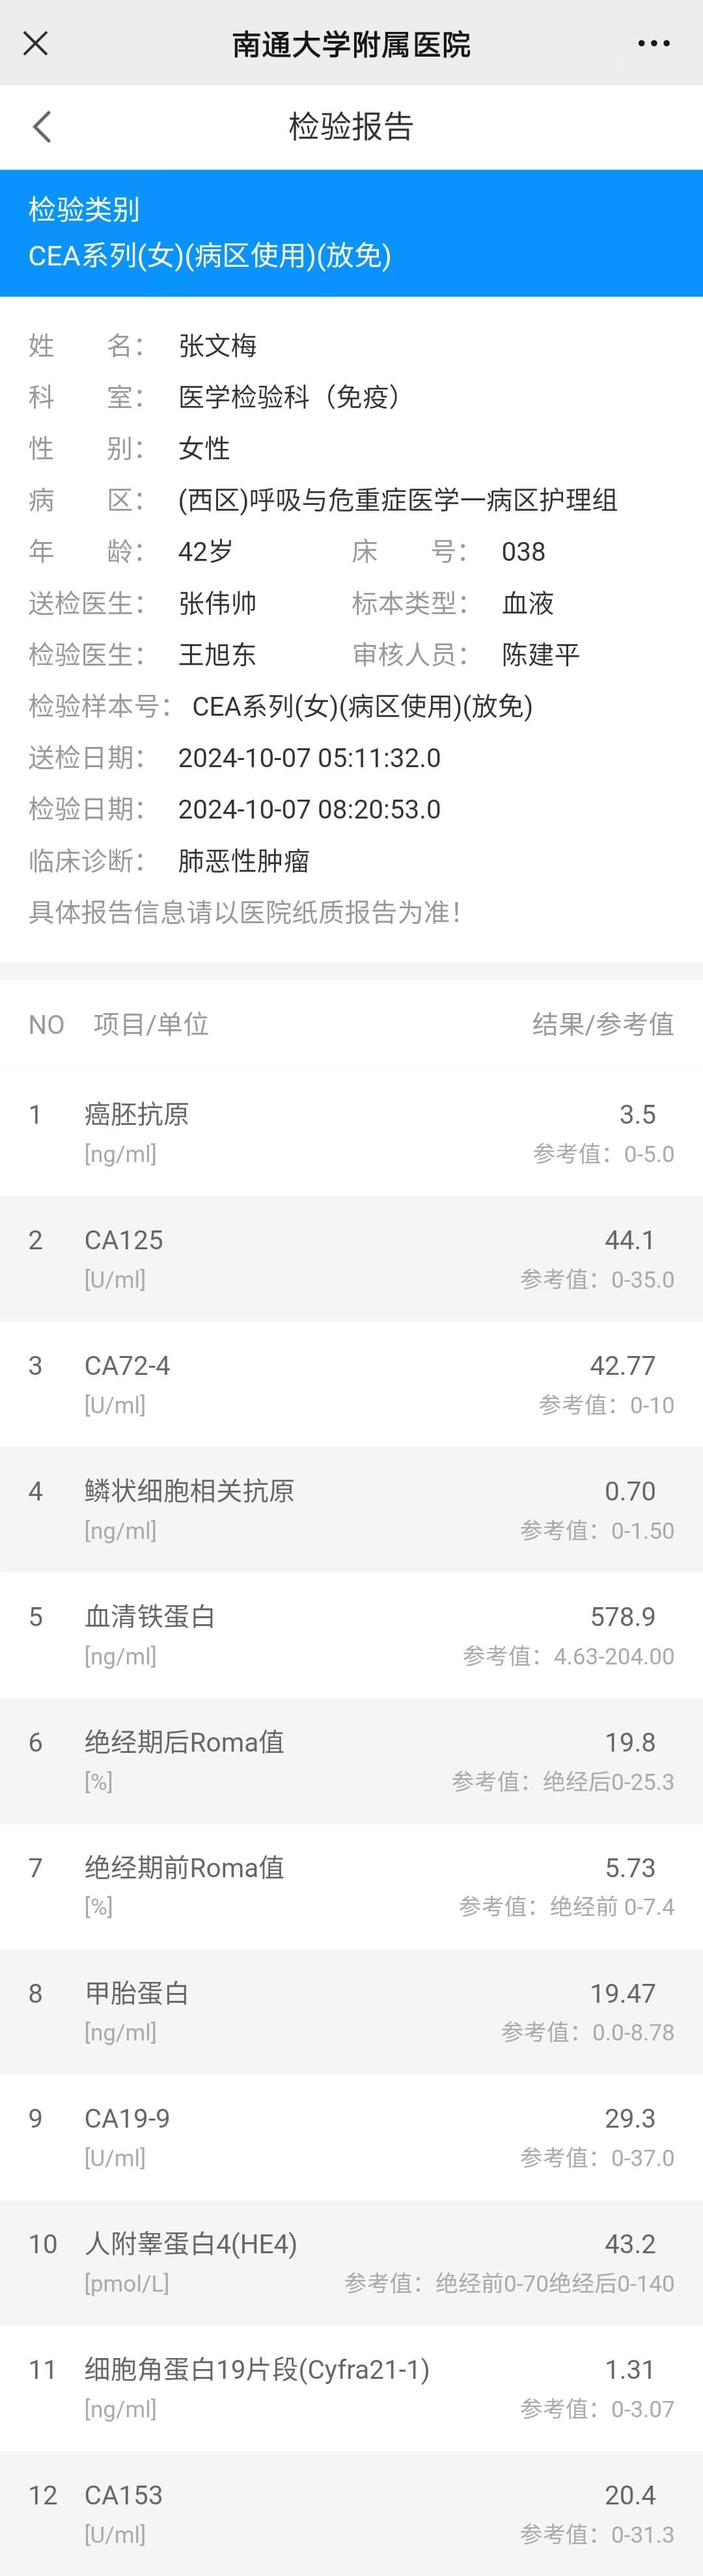 南通大学附属医院
检验报告
检验类别
CEA系列(女)(病区使用)(放免)
姓 名： 张文梅
科 室： 医学检验科（免疫）
性 别： 女性
病 区： (西区)呼吸与危重症医学一病区护理组
年 龄： 42岁 床 号： 038
送检医生： 张伟帅 标本类型： 血液
检验医生： 王旭东 审核人员： 陈建平
检验样本号： CEA系列(女)(病区使用)(放免)
送检日期： 2024-10-07 05:11:32.0
检验日期： 2024-10-07 08:20:53.0
临床诊断： 肺恶性肿瘤
具体报告信息请以医院纸质报告为准！
NO 项目/单位 结果/参考值
1 癌胚抗原 3.5
[ng/ml] 参考值：0-5.0
2 CA125 44.1
[U/ml] 参考值：0-35.0
3 CA72-4 42.77
[U/ml] 参考值：0-10
4 鳞状细胞相关抗原 0.70
[ng/ml] 参考值：0-1.50
5 血清铁蛋白 578.9
[ng/ml] 参考值：4.63-204.00
6 绝经期后Roma值 19.8
[%] 参考值：绝经后0-25.3
7 绝经期前Roma值 5.73
[%] 参考值：绝经前 0-7.4
8 甲胎蛋白 19.47
[ng/ml] 参考值：0.0-8.78
9 CA19-9 29.3
[U/ml] 参考值：0-37.0
10 人附睾蛋白4(HE4) 43.2
[pmol/L] 参考值：绝经前0-70绝经后0-140
11 细胞角蛋白19片段(Cyfra21-1) 1.31
[ng/ml] 参考值：0-3.07
12 CA153 20.4
[U/ml] 参考值：0-31.3